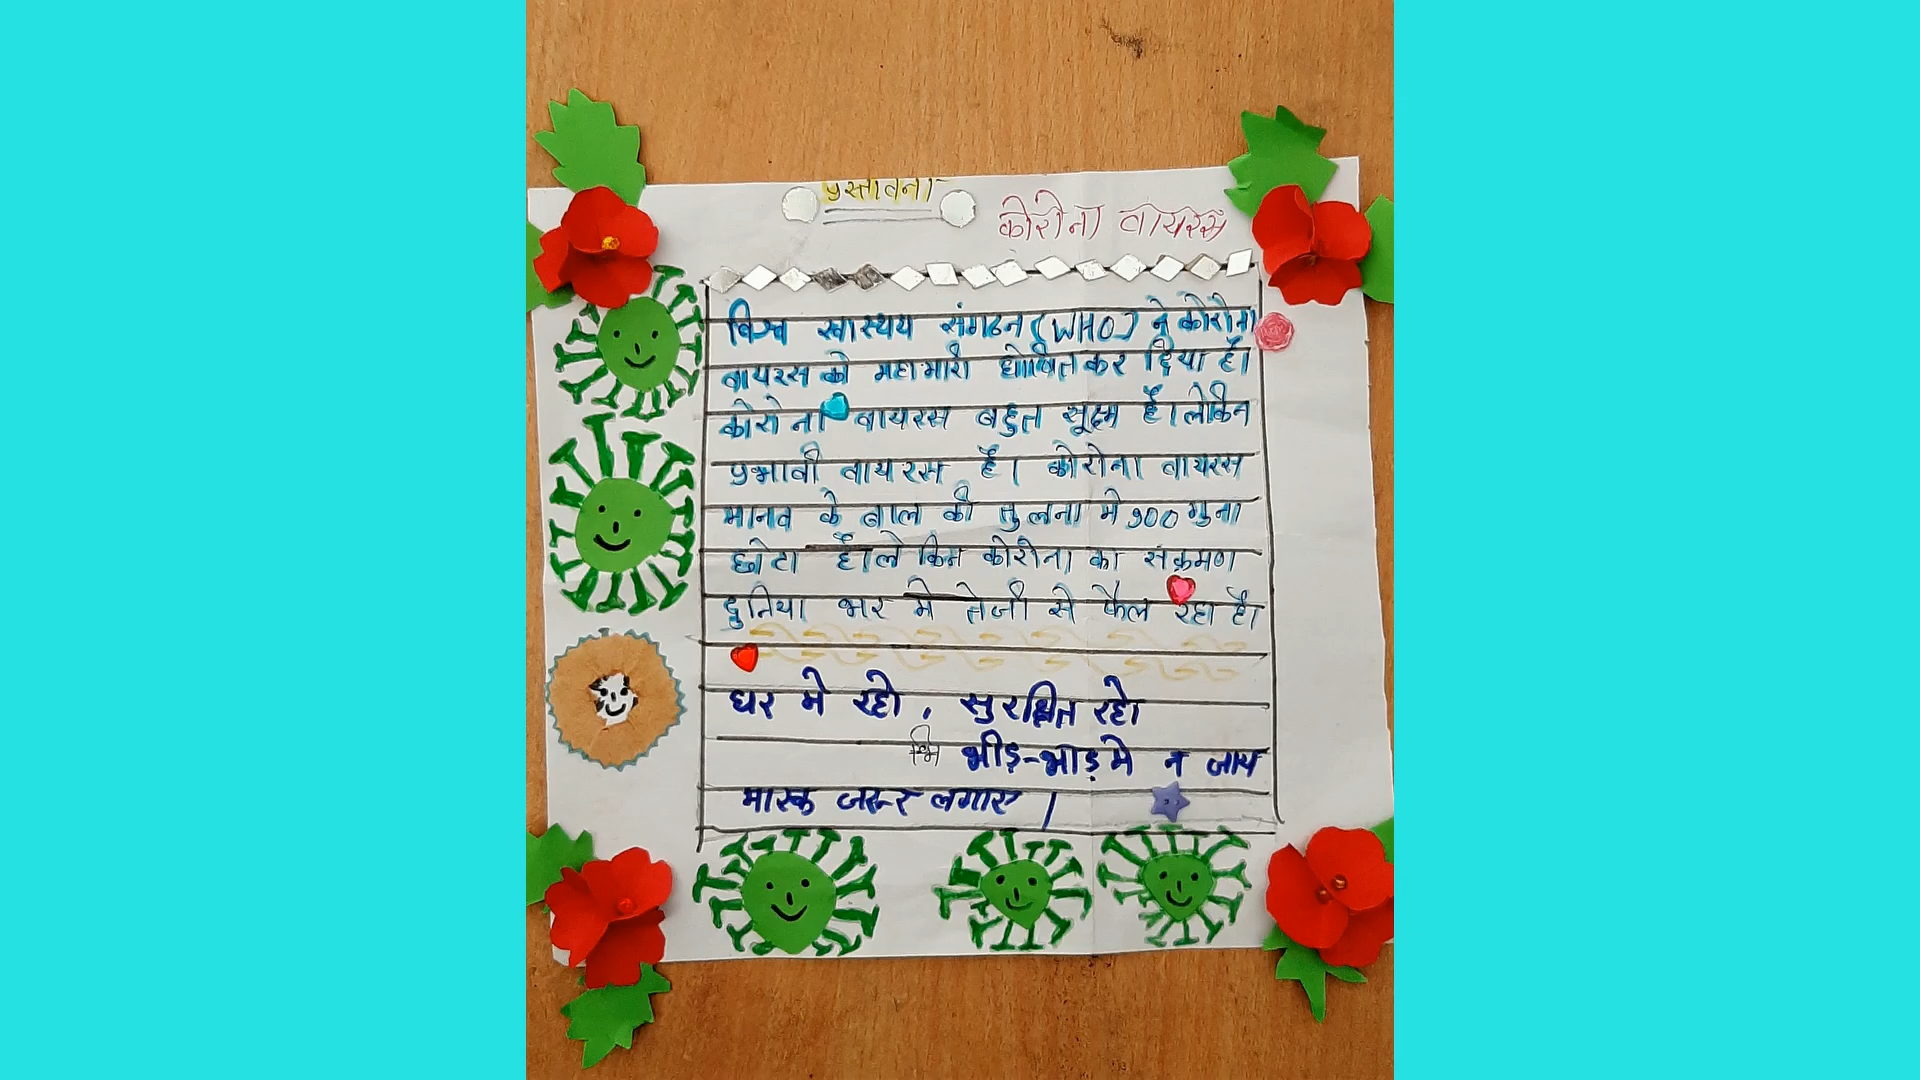 प्रस्तावना
कोरोना वायरस
विश्व स्वास्थय संगठन (WHO) ने कोरोना
वायरस को महामारी घोषित कर दिया है।
कोरोना वायरस बहुत सूक्ष्म है। लेकिन
प्रभावी वायरस है। कोरोना वायरस
मानव के बाल की तुलना मे 900 गुना
छोटा है। लेकिन कोरोना का संक्रमण
दुनिया भर मे तेजी से फैल रहा है।
घर मे रहो, सुरक्षित रहो
भीड़-भाड़ मे न जाय
मास्क जरूर लगाए।